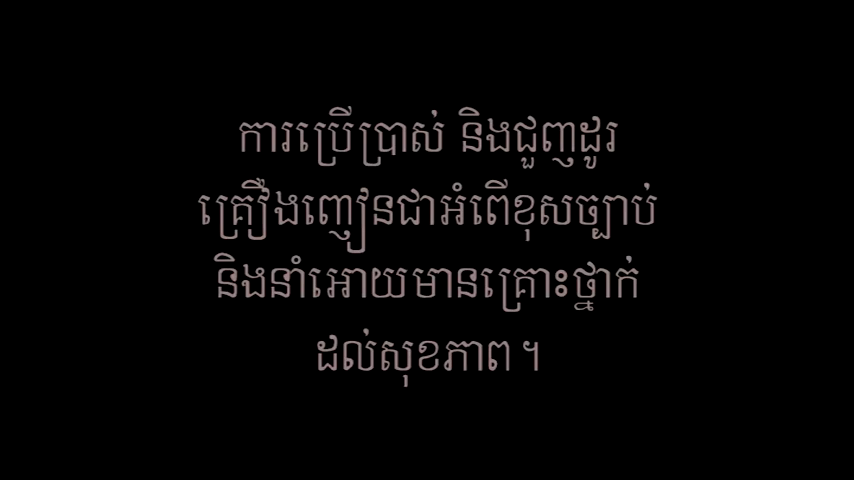 ការប្រើប្រាស់ និងជួញដូរ
គ្រឿងញៀនជាអំពើខុសច្បាប់
និងនាំអោយមានគ្រោះថ្នាក់
ដល់សុខភាព។